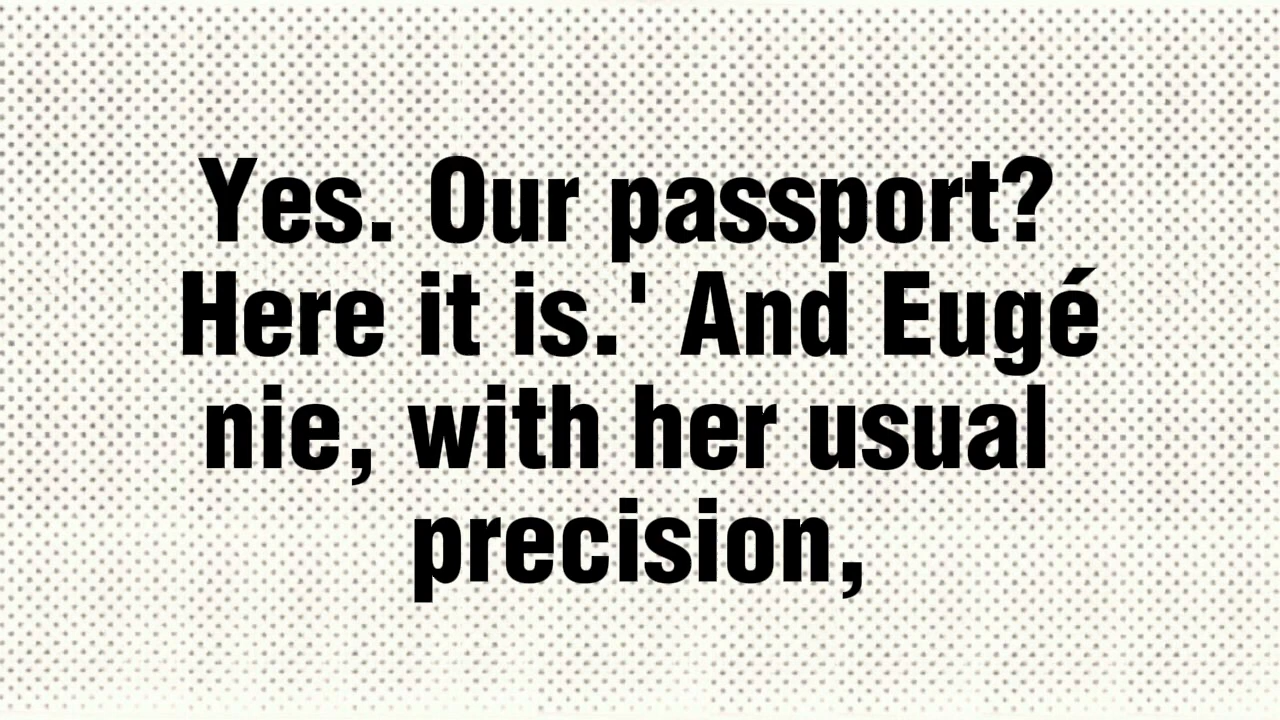 Yes. Our passport?
Here it is.' And Eugé
nie, with her usual
precision,